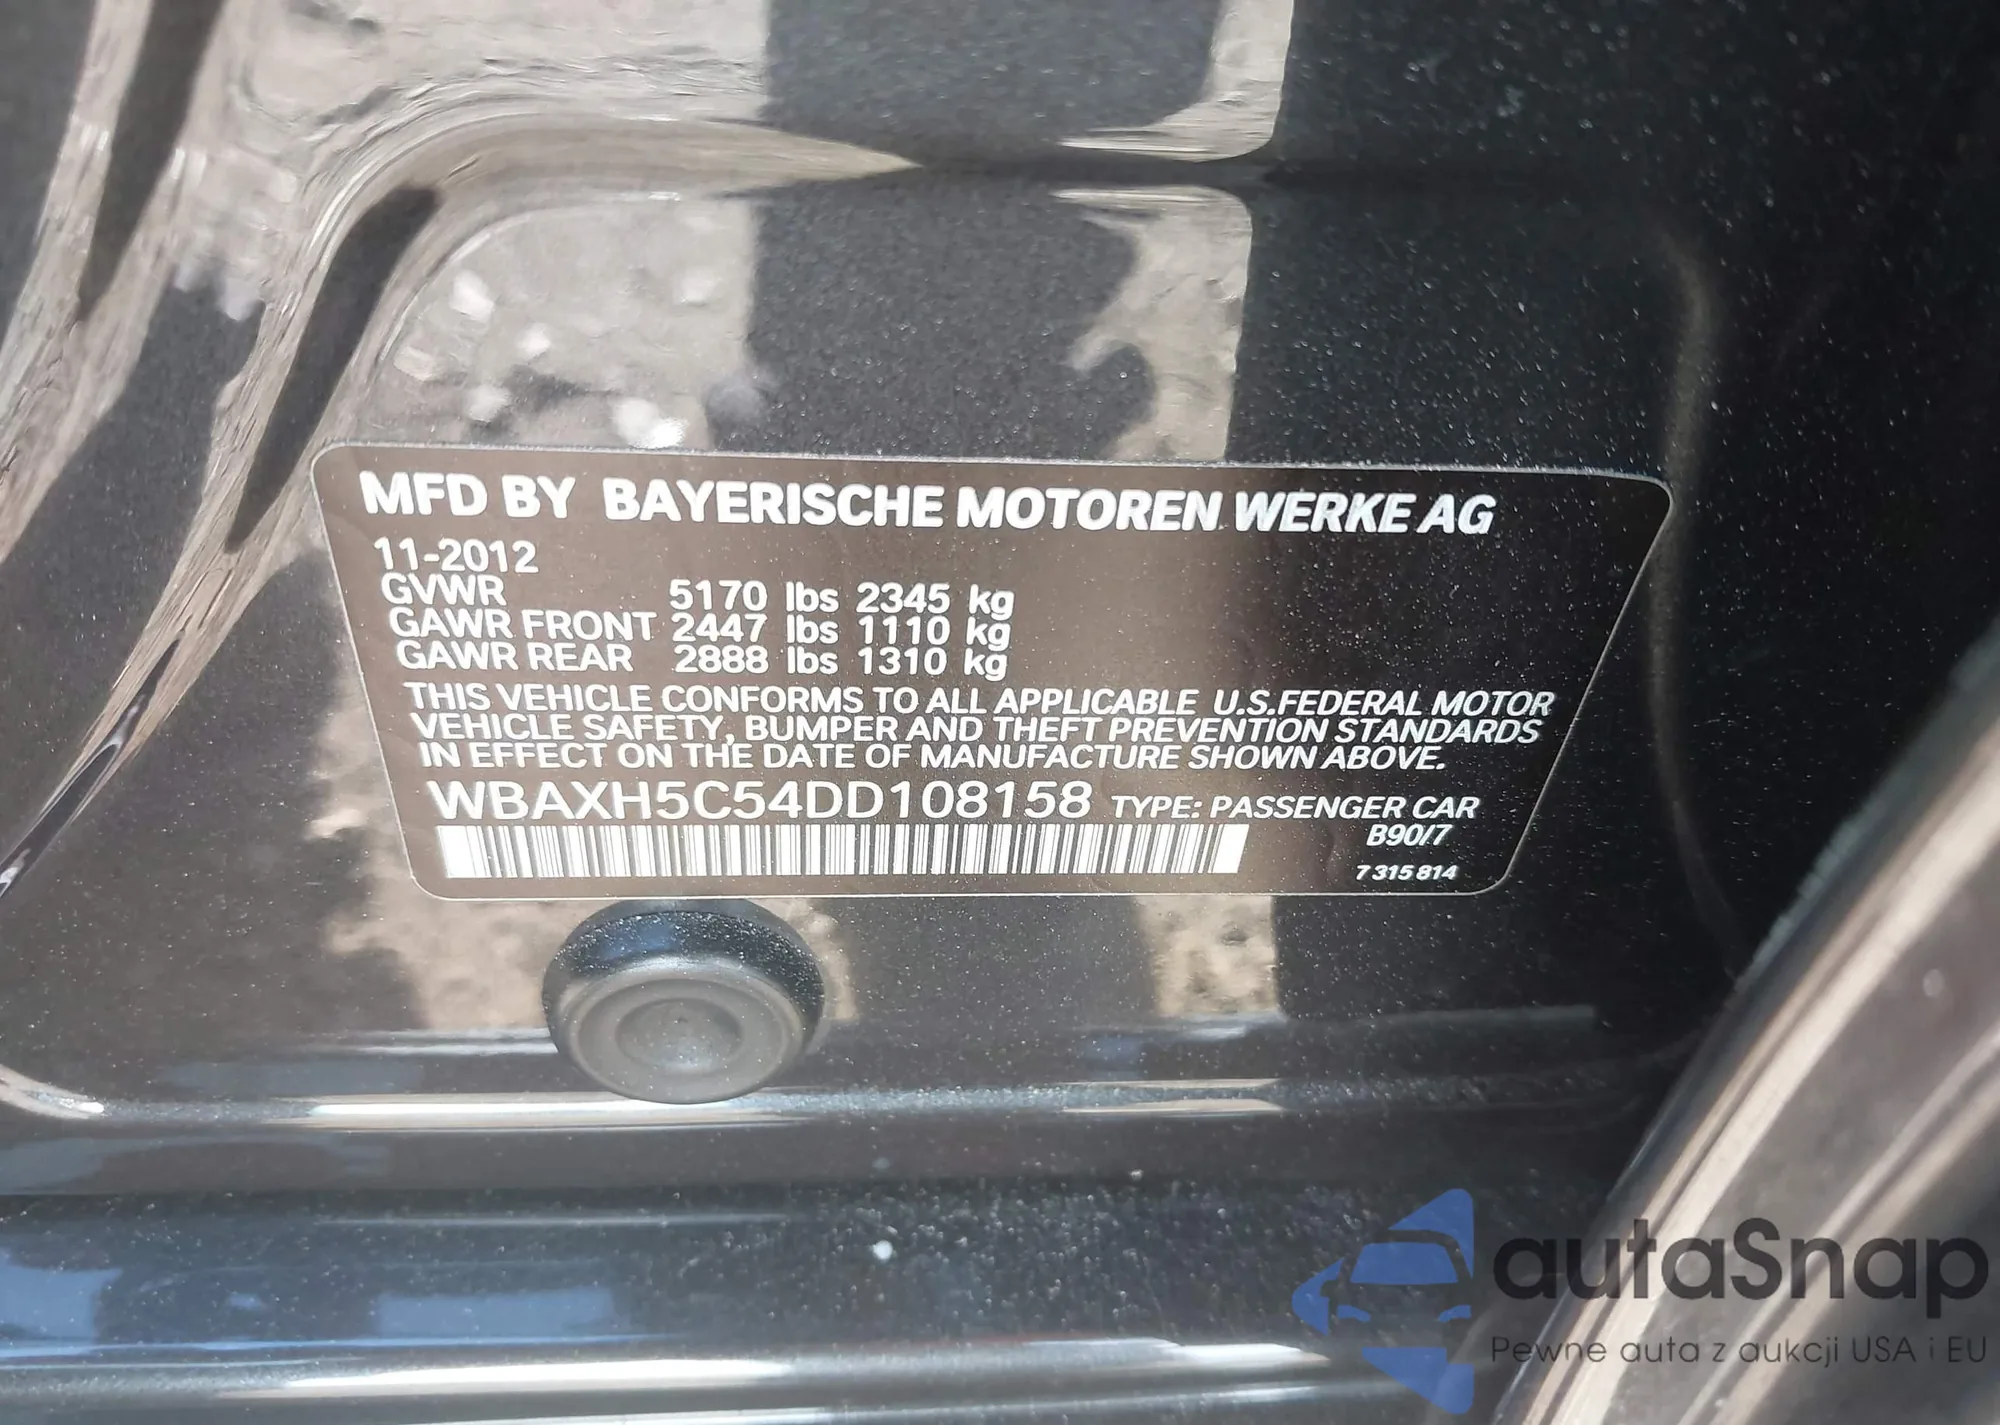 MFD BY BAYERISCHE MOTOREN WERKE AG
11-2012
GVWR 5170 lbs 2345 kg
GAWR FRONT 2447 lbs 1110 kg
GAWR REAR 2888 lbs 1310 kg
THIS VEHICLE CONFORMS TO ALL APPLICABLE U.S.FEDERAL MOTOR
VEHICLE SAFETY, BUMPER AND THEFT PREVENTION STANDARDS
IN EFFECT ON THE DATE OF MANUFACTURE SHOWN ABOVE.
WBAXH5C54DD108158 TYPE: PASSENGER CAR
B90/7
7 315 814
autaSnap
Pewne auta z aukcji USA i EU